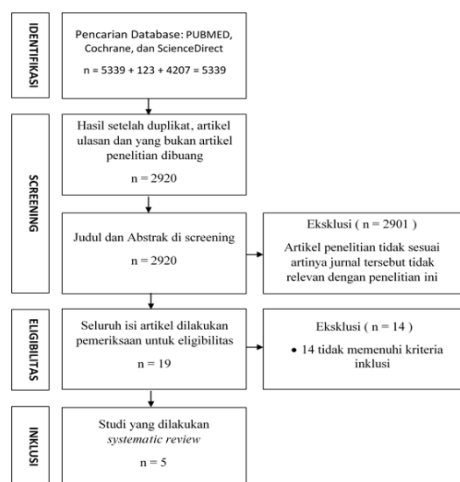 IDENTIFIKASI
Pencarian Database: PUBMED,
Cochrane, dan ScienceDirect
n = 5339 + 123 + 4207 = 5339
SCREENING
Hasil setelah duplikat, artikel
ulasan dan yang bukan artikel
penelitian dibuang
n = 2920
Judul dan Abstrak di screening
n = 2920
Eksklusi ( n = 2901 )
Artikel penelitian tidak sesuai
artinya jurnal tersebut tidak
relevan dengan penelitian ini
ELIGIBILITAS
Seluruh isi artikel dilakukan
pemeriksaan untuk eligibilitas
n = 19
Eksklusi ( n = 14 )
• 14 tidak memenuhi kriteria
inklusi
INKLUSI
Studi yang dilakukan
systematic review
n = 5